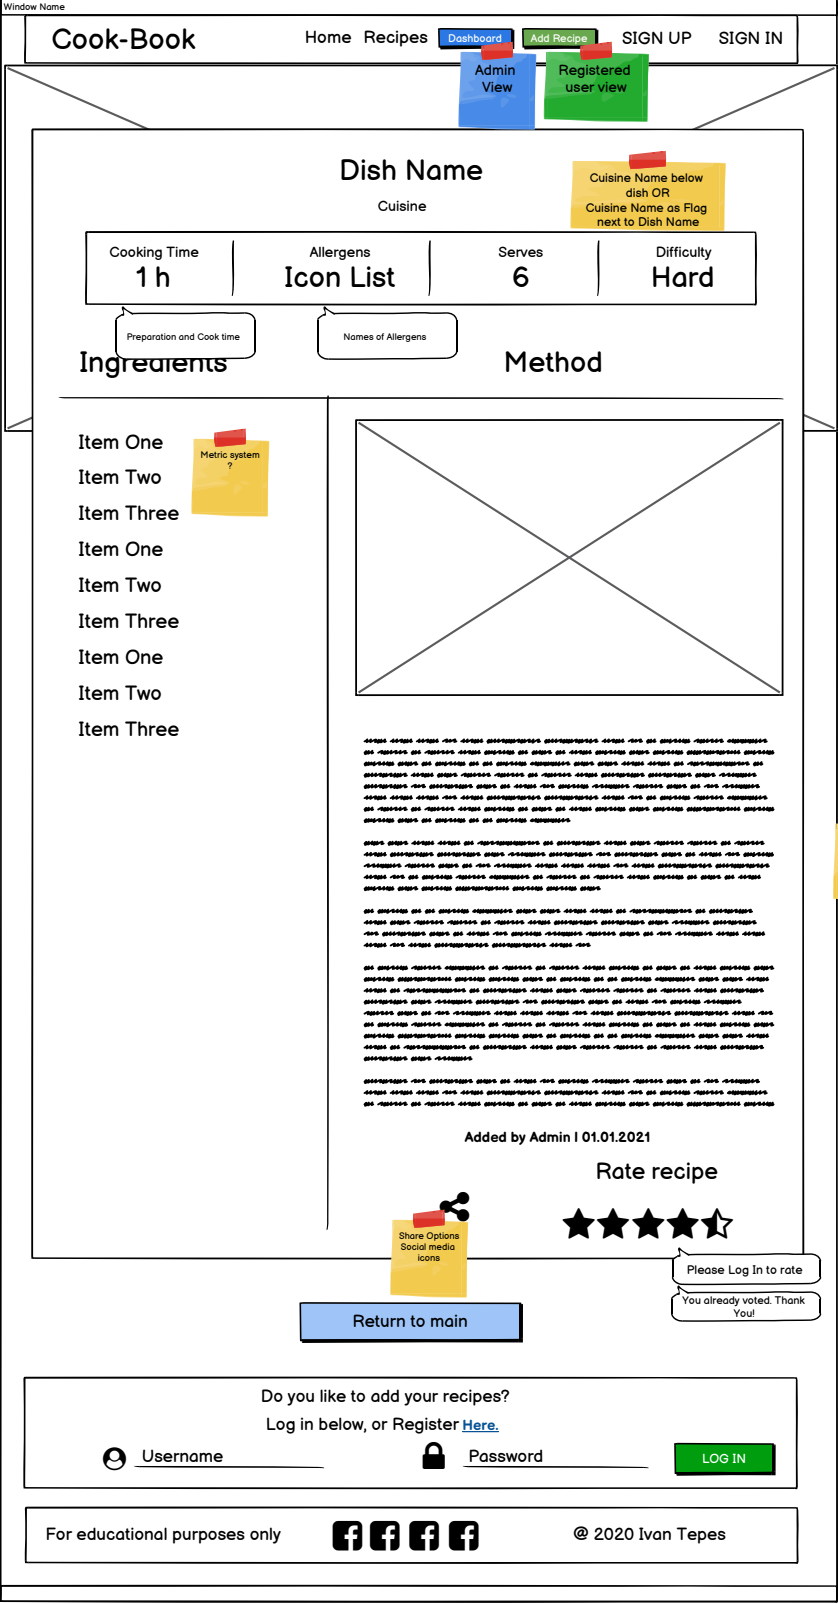 Window Name
Cook-Book
Home Recipes Dashboard Add Recipe SIGN UP SIGN IN
Admin
View
Registered
user view
Dish Name
Cuisine
Cuisine Name below
dish OR
Cuisine Name as Flag
next to Dish Name
Cooking Time
1 h
Allergens
Icon List
Serves
6
Difficulty
Hard
Preparation and Cook time
Names of Allergens
Ingredients
Method
Item One
Item Two
Item Three
Item One
Item Two
Item Three
Item One
Item Two
Item Three
Metric system
?
Added by Admin | 01.01.2021
Rate recipe
Share Options
Social media
icons
Please Log In to rate
You already voted. Thank
You!
Return to main
Do you like to add your recipes?
Log in below, or Register Here.
Username
Password
LOG IN
For educational purposes only
@ 2020 Ivan Tepes